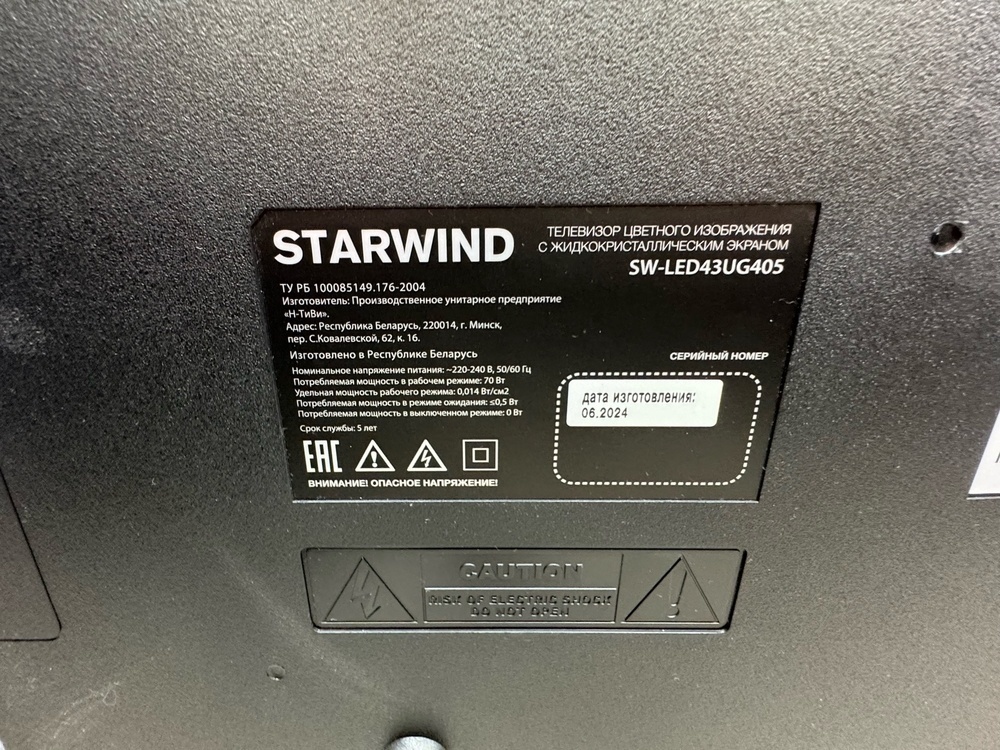 STARWIND
ТЕЛЕВИЗОР ЦВЕТНОГО ИЗОБРАЖЕНИЯ
С ЖИДКОКРИСТАЛЛИЧЕСКИМ ЭКРАНОМ
SW-LED43UG405
ТУ РБ 100085149.176-2004
Изготовитель: Производственное унитарное предприятие
«Н-ТиВи».
Адрес: Республика Беларусь, 220014, г. Минск,
пер. С.Ковалевской, 62, к. 16.
Изготовлено в Республике Беларусь
Номинальное напряжение питания: ~220-240 В, 50/60 Гц
Потребляемая мощность в рабочем режиме: 70 Вт
Удельная мощность рабочего режима: 0,014 Вт/см2
Потребляемая мощность в режиме ожидания: ≤0,5 Вт
Потребляемая мощность в выключенном режиме: 0 Вт
Срок службы: 5 лет
EAC
ВНИМАНИЕ! ОПАСНОЕ НАПРЯЖЕНИЕ!
СЕРИЙНЫЙ НОМЕР
дата изготовления:
06.2024
CAUTION
RISK OF ELECTRIC SHOCK
DO NOT OPEN